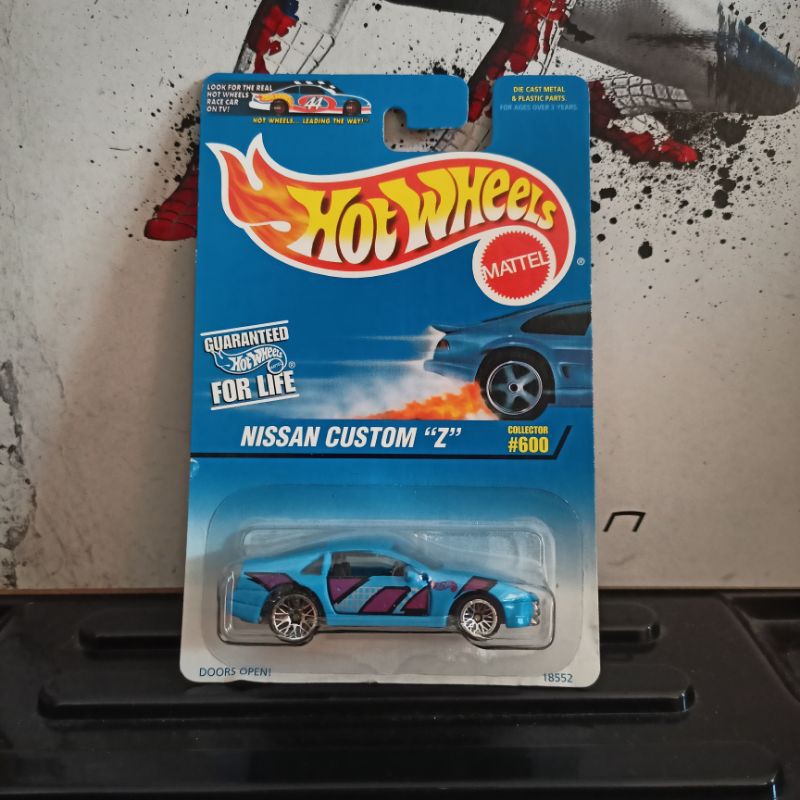 LOOK FOR THE REAL
HOT WHEELS
RACE CAR
ON TV!
44
HOT WHEELS... LEADING THE WAY!™
DIE CAST METAL
& PLASTIC PARTS.
FOR AGES OVER 3 YEARS.
HOT WHEELS
MATTEL
®
GUARANTEED
HOT WHEELS
®
FOR LIFE
NISSAN CUSTOM "Z"
COLLECTOR
#600
DOORS OPEN!
18552